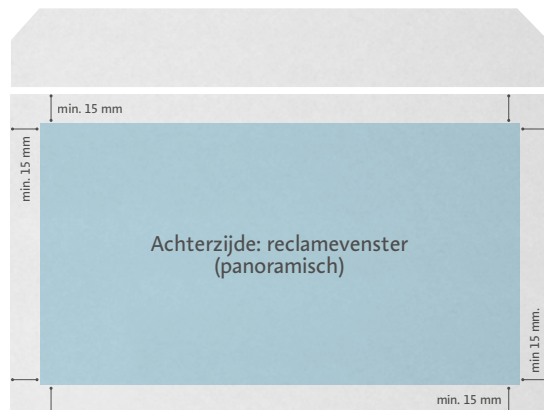 min. 15 mm
min. 15 mm
Achterzijde: reclamevenster
(panoramisch)
min 15 mm.
min. 15 mm